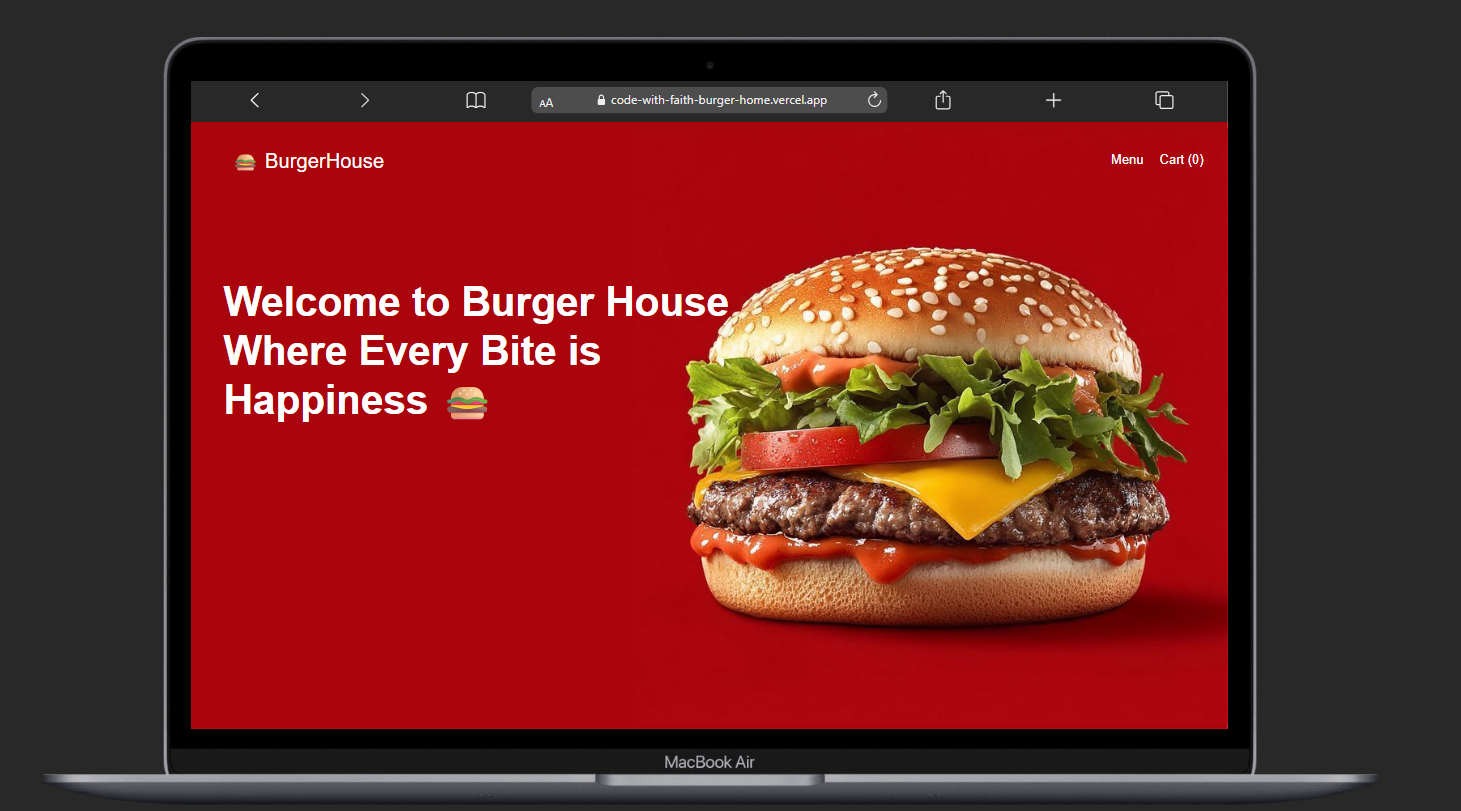 AA code-with-faith-burger-home.vercel.app
BurgerHouse
Menu Cart (0)
Welcome to Burger House
Where Every Bite is
Happiness
MacBook Air